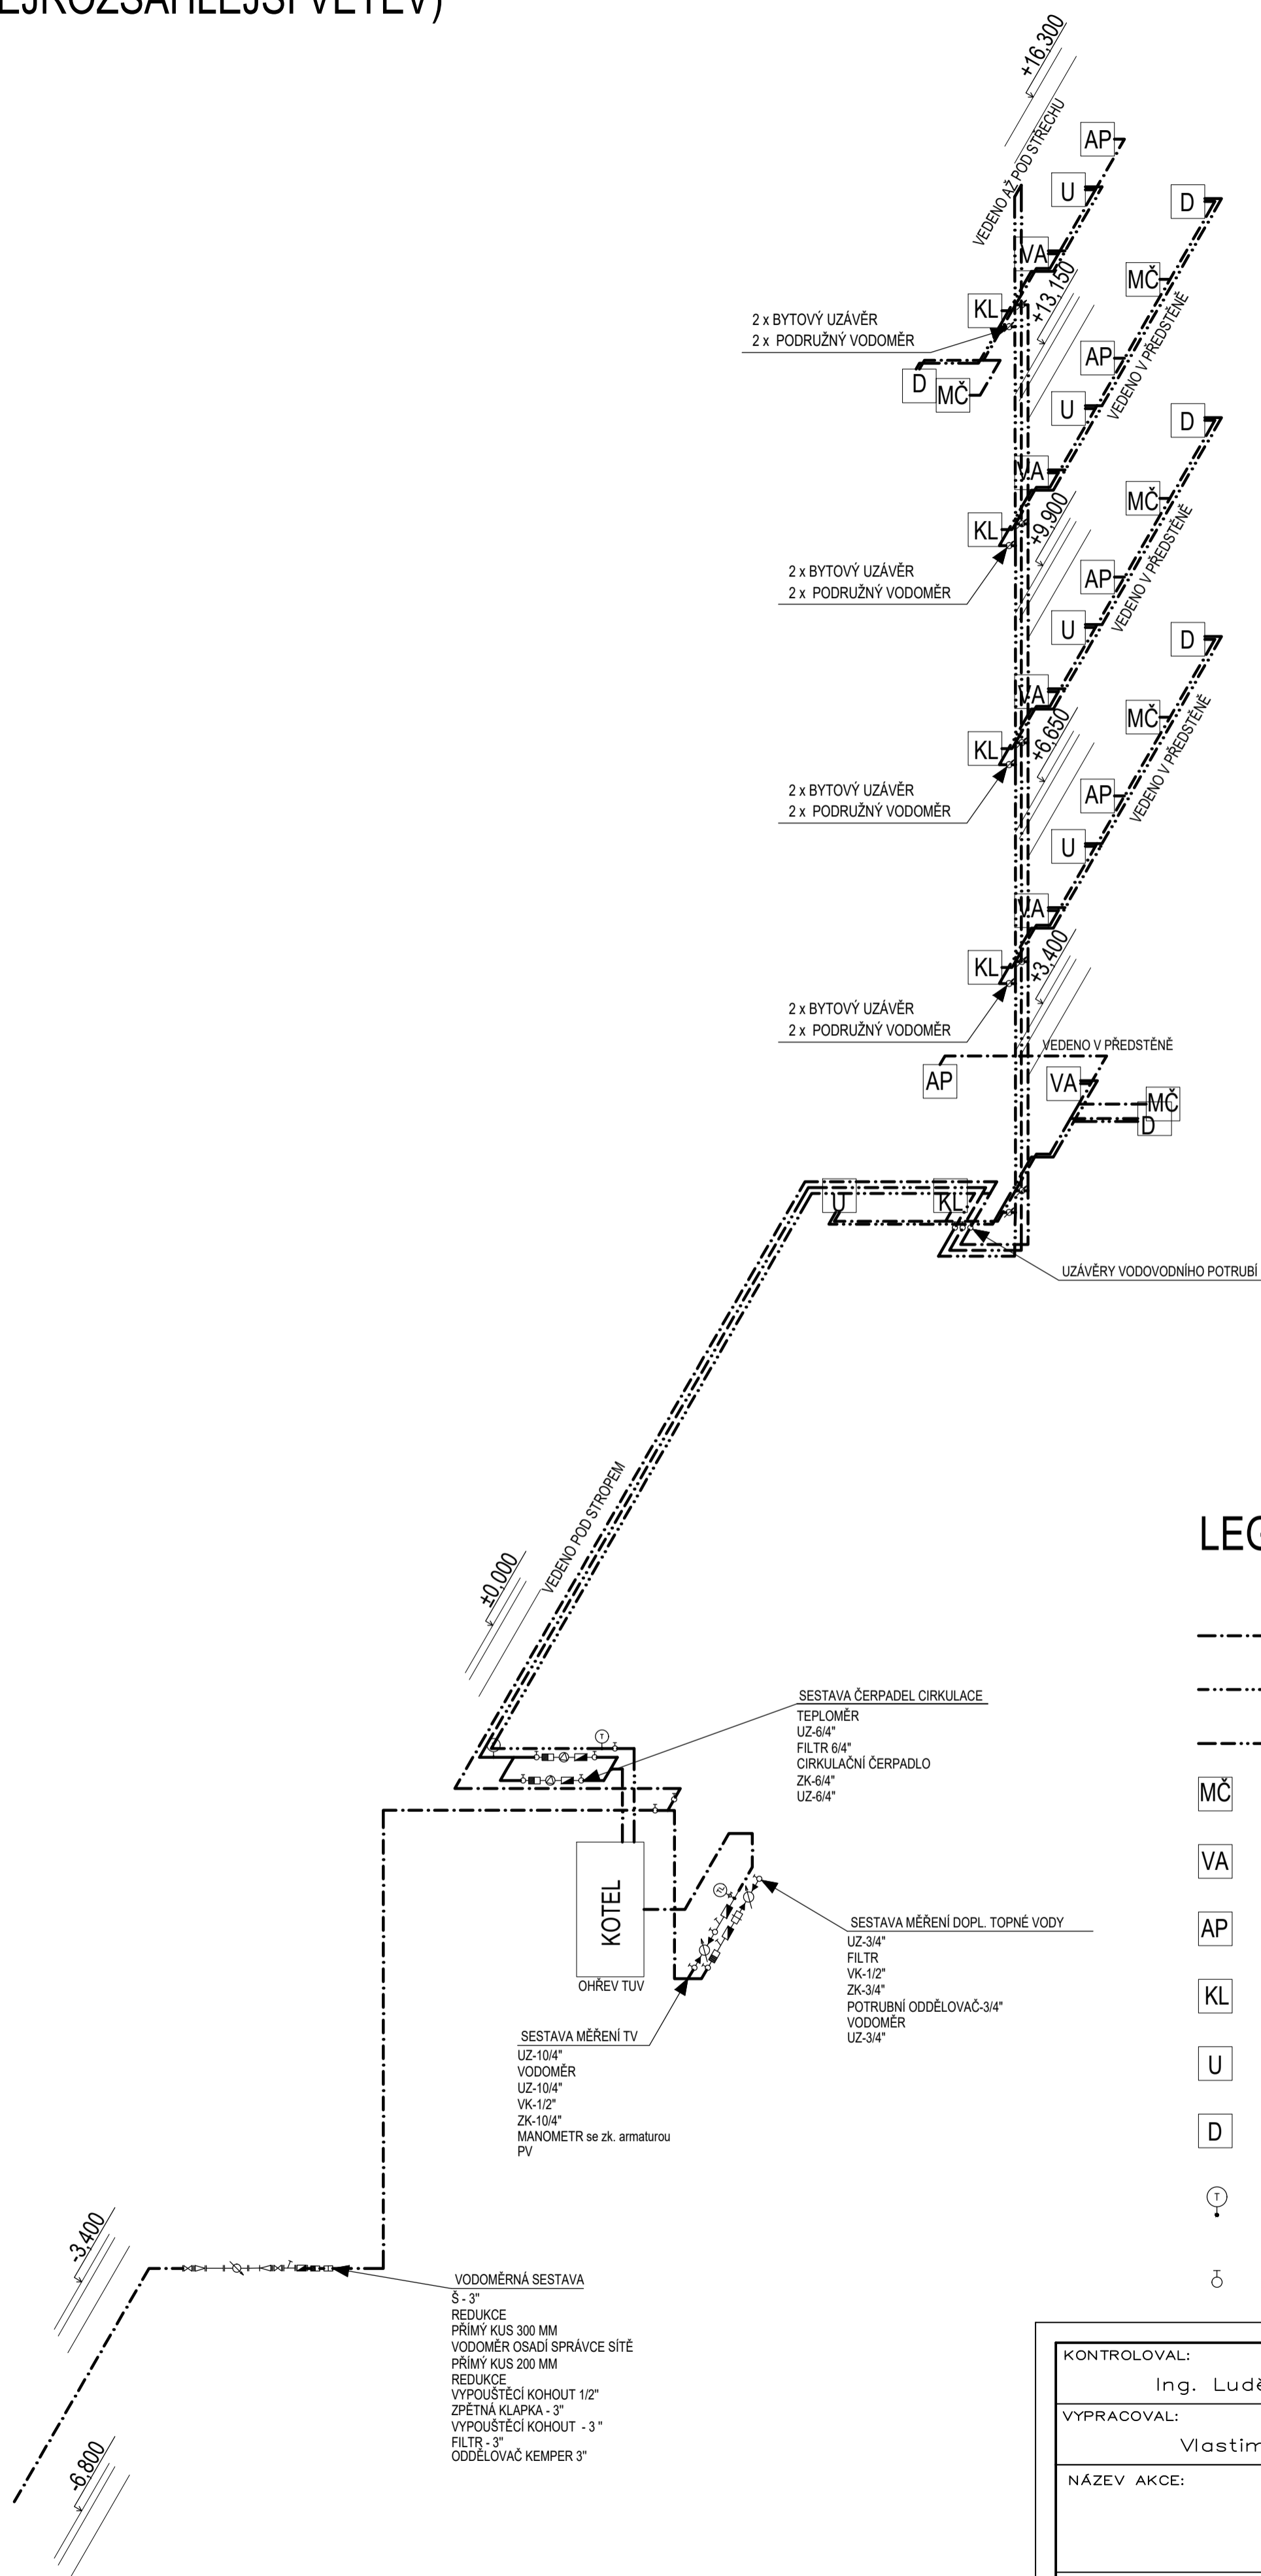 +16,300
VEDENO AŽ POD STŘECHU
AP
U
D
VA
MČ
+13,150
KL
2 x BYTOVÝ UZÁVĚR
2 x PODRUŽNÝ VODOMĚR
D
MČ
AP
VEDENO V PŘEDSTĚNĚ
U
D
VA
MČ
+9,900
KL
2 x BYTOVÝ UZÁVĚR
2 x PODRUŽNÝ VODOMĚR
AP
VEDENO V PŘEDSTĚNĚ
U
D
VA
MČ
+6,650
KL
2 x BYTOVÝ UZÁVĚR
2 x PODRUŽNÝ VODOMĚR
AP
VEDENO V PŘEDSTĚNĚ
U
VA
+3,400
KL
2 x BYTOVÝ UZÁVĚR
2 x PODRUŽNÝ VODOMĚR
VEDENO V PŘEDSTĚNĚ
AP
VA
MČ
D
U
KL
UZÁVĚRY VODOVODNÍHO POTRUBÍ
VEDENO POD STROPEM
±0,000
SESTAVA ČERPADEL CIRKULACE
TEPLOMĚR
UZ-6/4"
FILTR 6/4"
CIRKULAČNÍ ČERPADLO
ZK-6/4"
UZ-6/4"
T
KOTEL
OHŘEV TUV
SESTAVA MĚŘENÍ DOPL. TOPNÉ VODY
UZ-3/4"
FILTR
VK-1/2"
ZK-3/4"
POTRUBNÍ ODDĚLOVAČ-3/4"
VODOMĚR
UZ-3/4"
SESTAVA MĚŘENÍ TV
UZ-10/4"
VODOMĚR
UZ-10/4"
VK-1/2"
ZK-10/4"
MANOMETR se zk. armaturou
PV
-3,400
VODOMĚRNÁ SESTAVA
Š - 3"
REDUKCE
PŘÍMÝ KUS 300 MM
VODOMĚR OSADÍ SPRÁVCE SÍTĚ
PŘÍMÝ KUS 200 MM
REDUKCE
VYPOUŠTĚCÍ KOHOUT 1/2"
ZPĚTNÁ KLAPKA - 3"
VYPOUŠTĚCÍ KOHOUT - 3 "
FILTR - 3"
ODDĚLOVAČ KEMPER 3"
-6,800
MČ
VA
AP
KL
U
D
T
KONTROLOVAL:
Ing.
VYPRACOVAL:
NÁZEV AKCE: